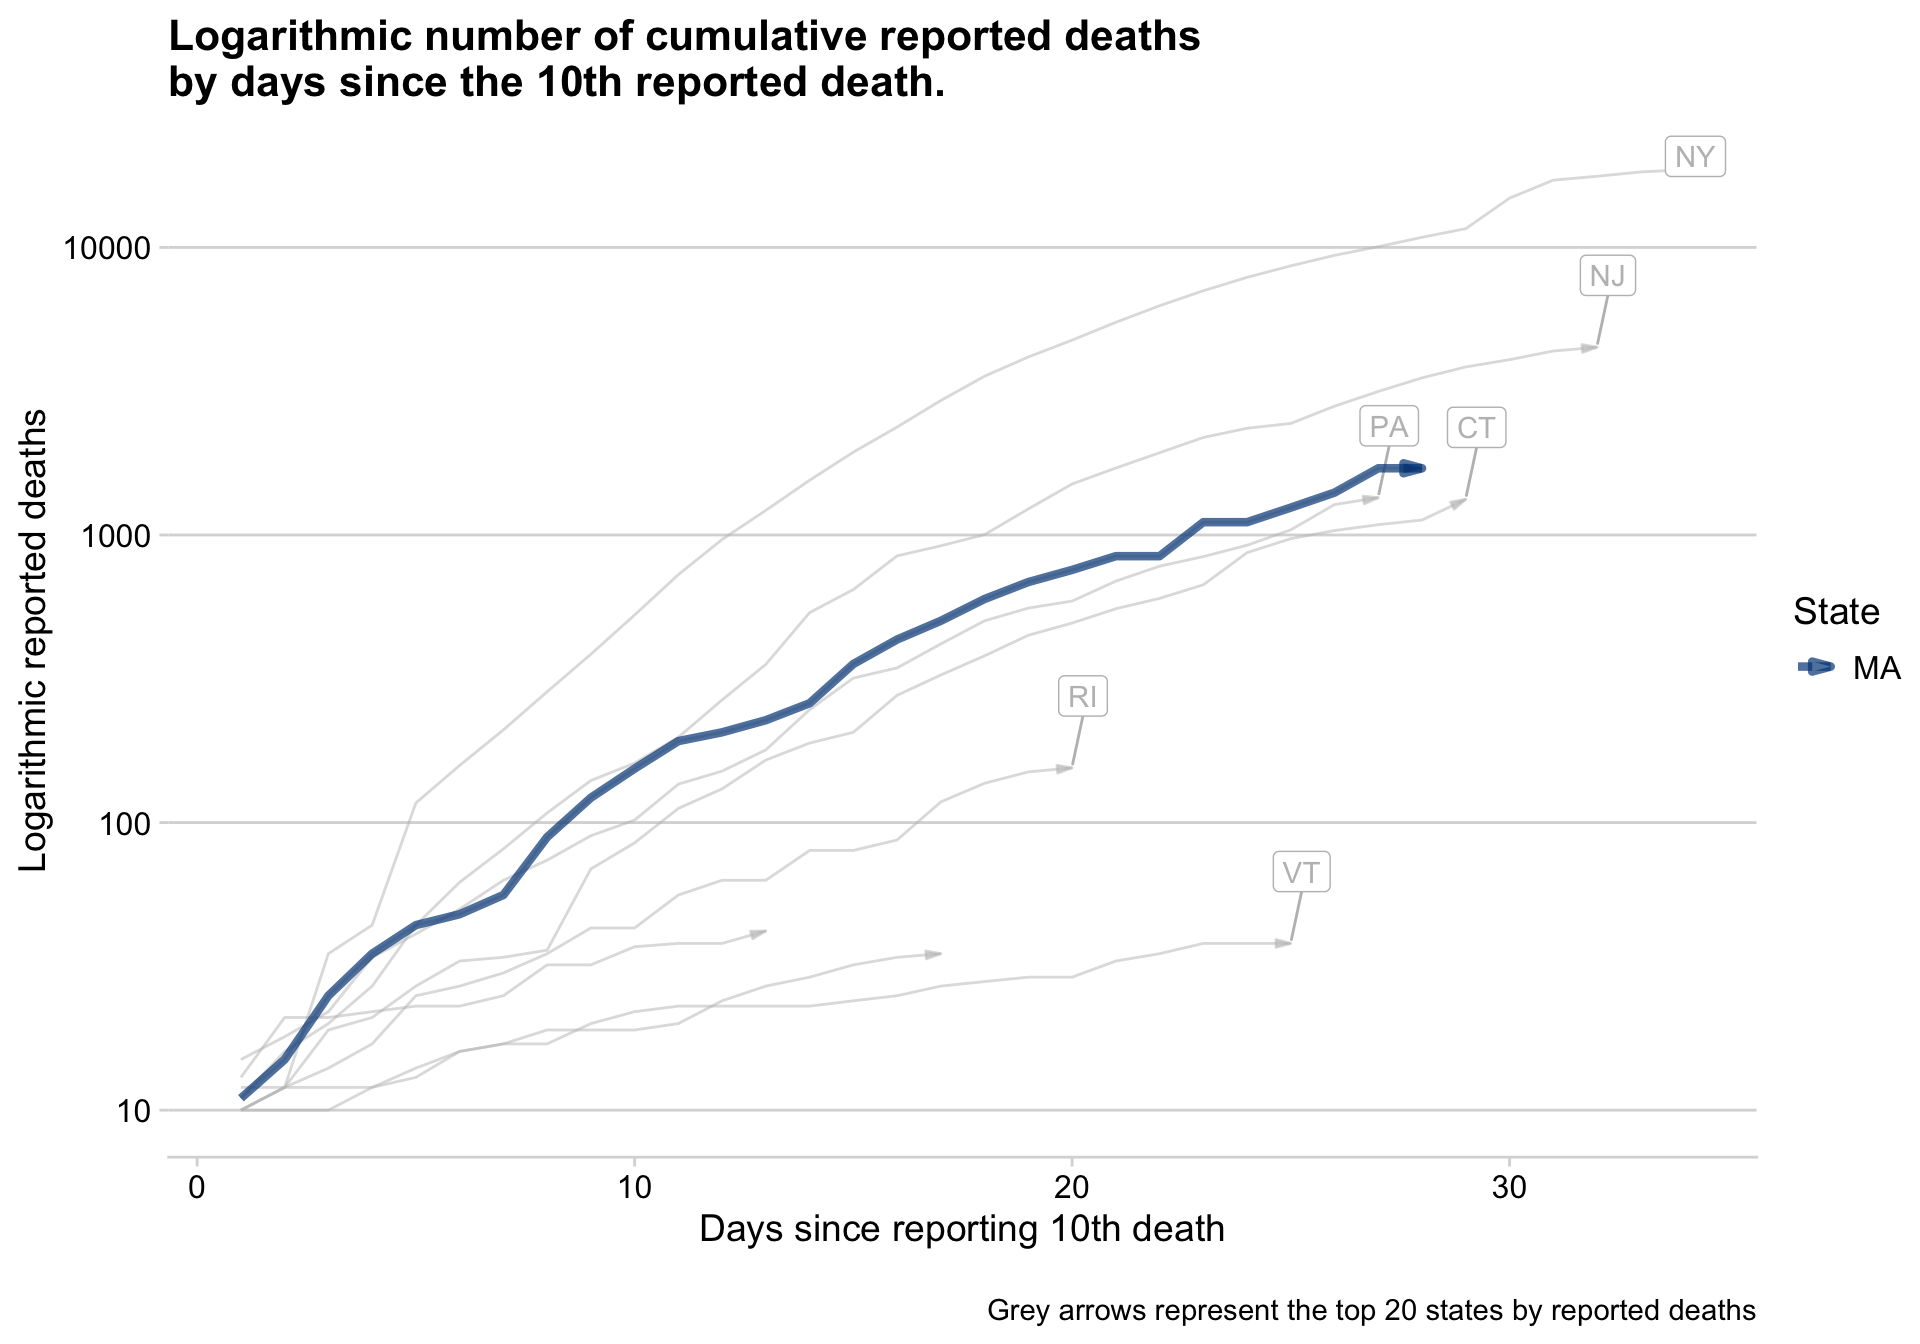 Logarithmic number of cumulative reported deaths
by days since the 10th reported death.
NY
10000
NJ
PA
CT
1000
RI
VT
100
10
0
10
20
30
Logarithmic reported deaths
Days since reporting 10th death
State
MA
Grey arrows represent the top 20 states by reported deaths